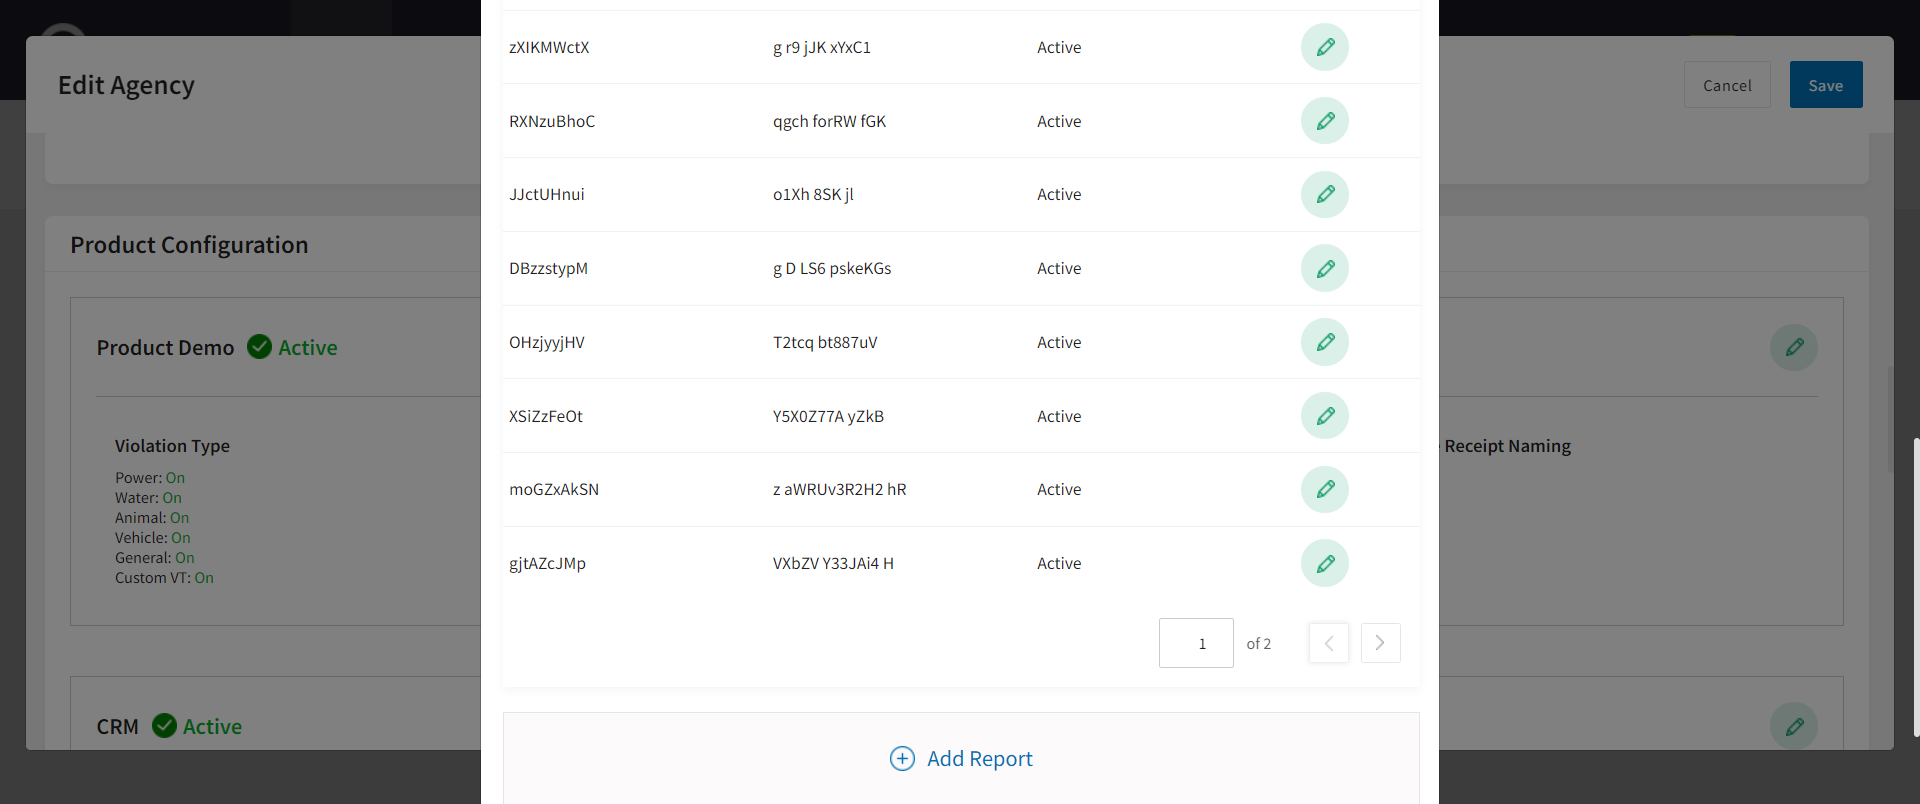 Edit Agency
Cancel
Save
Product Configuration
Product Demo Active
Violation Type
Power: On
Water: On
Animal: On
Vehicle: On
General: On
Custom VT: On
Receipt Naming
CRM Active
zXIKMWctX g r9 jJK xYxC1 Active
RXNzuBhoC qgch forRW fGK Active
JJctUHnui o1Xh 8SK jl Active
DBzzstypM g D LS6 pskeKGs Active
OHzjyyjHV T2tcq bt887uV Active
XSiZzFeOt Y5X0Z77A yZkB Active
moGZxAkSN z aWRUv3R2H2 hR Active
gjtAZcJMp VXbZV Y33JAi4 H Active
1 of 2
Add Report